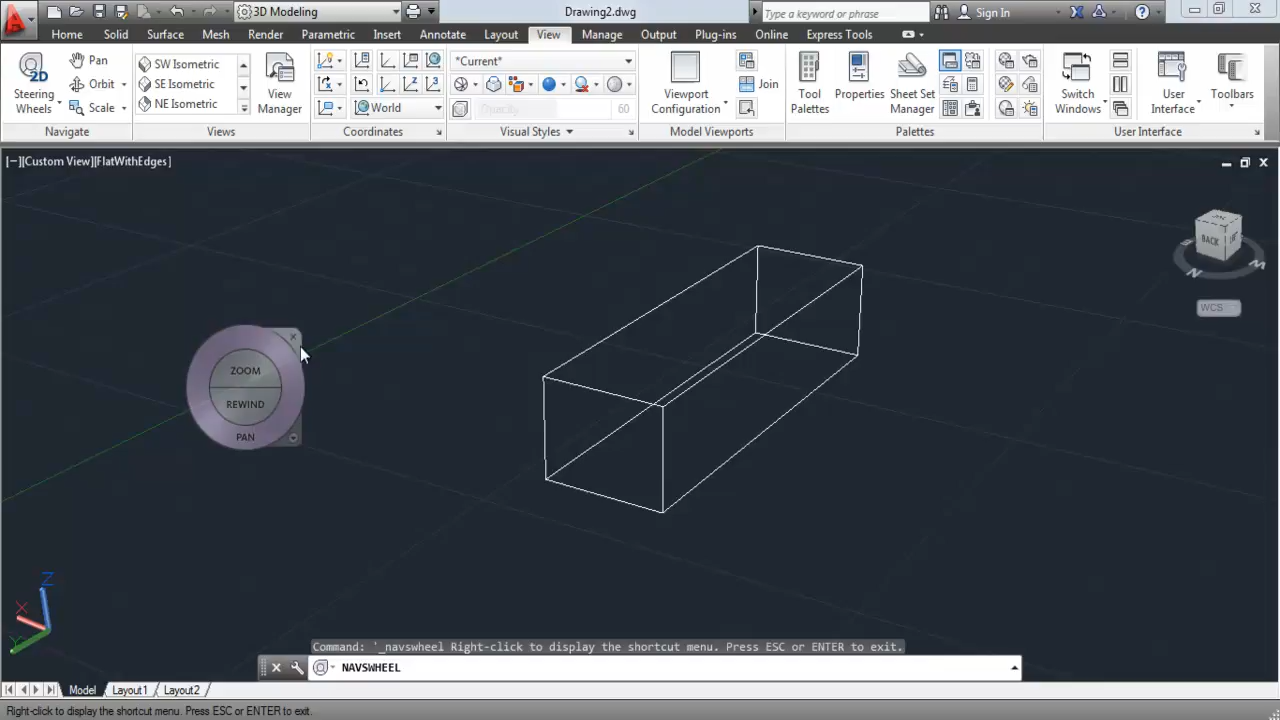 3D Modeling
Drawing2.dwg
Type a keyword or phrase
Sign In
Home Solid Surface Mesh Render Parametric Insert Annotate Layout View Manage Output Plug-ins Online Express Tools
2D
Steering
Wheels
Pan
Orbit
Scale
Navigate
SW Isometric
SE Isometric
NE Isometric
View
Manager
Views
World
Coordinates
*Current*
Opacity 60
Visual Styles
Viewport
Configuration
Join
Model Viewports
Tool
Palettes
Properties
Sheet Set
Manager
Palettes
Switch
Windows
User
Interface
Toolbars
User Interface
[−][Custom View][FlatWithEdges]
BACK
N
WCS
ZOOM
REWIND
PAN
Z
X
Y
Command: '_navswheel Right-click to display the shortcut menu. Press ESC or ENTER to exit.
NAVSWHEEL
Model Layout1 Layout2
Right-click to display the shortcut menu. Press ESC or ENTER to exit.